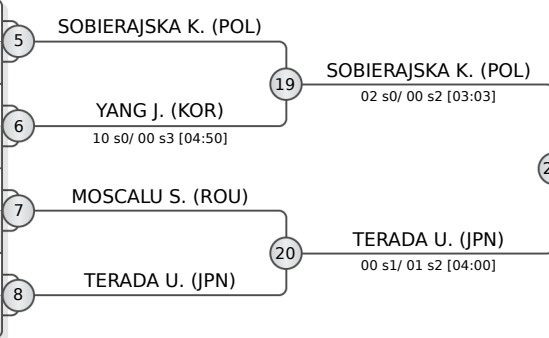 SOBIERAJSKA K. (POL)
5
19
SOBIERAJSKA K. (POL)
02 s0/ 00 s2 [03:03]
YANG J. (KOR)
6
10 s0/ 00 s3 [04:50]
MOSCALU S. (ROU)
7
20
TERADA U. (JPN)
00 s1/ 01 s2 [04:00]
TERADA U. (JPN)
8